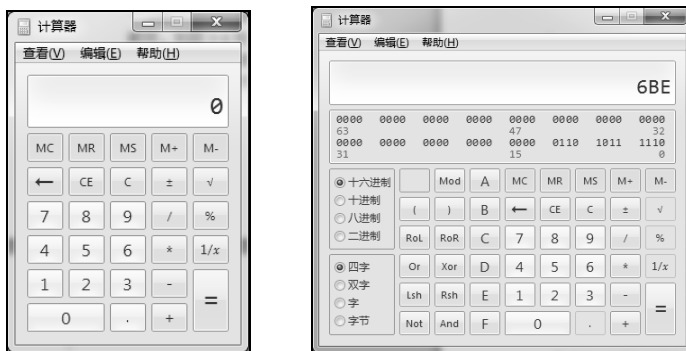 计算器
查看(V) 编辑(E) 帮助(H)
0
MC MR MS M+ M-
← CE C ± √
7 8 9 / %
4 5 6 * 1/x
1 2 3 - =
0 . +
计算器
查看(V) 编辑(E) 帮助(H)
6BE
0000 0000 0000 0000 0000 0000 0000 0000
63 47 32
0000 0000 0000 0000 0000 0110 1011 1110
31 15 0
十六进制 Mod A MC MR MS M+ M-
十进制
八进制 ( ) B ← CE C ± √
二进制 RoL RoR C 7 8 9 / %
四字 Or Xor D 4 5 6 * 1/x
双字
字 Lsh Rsh E 1 2 3 - =
字节 Not And F 0 . +